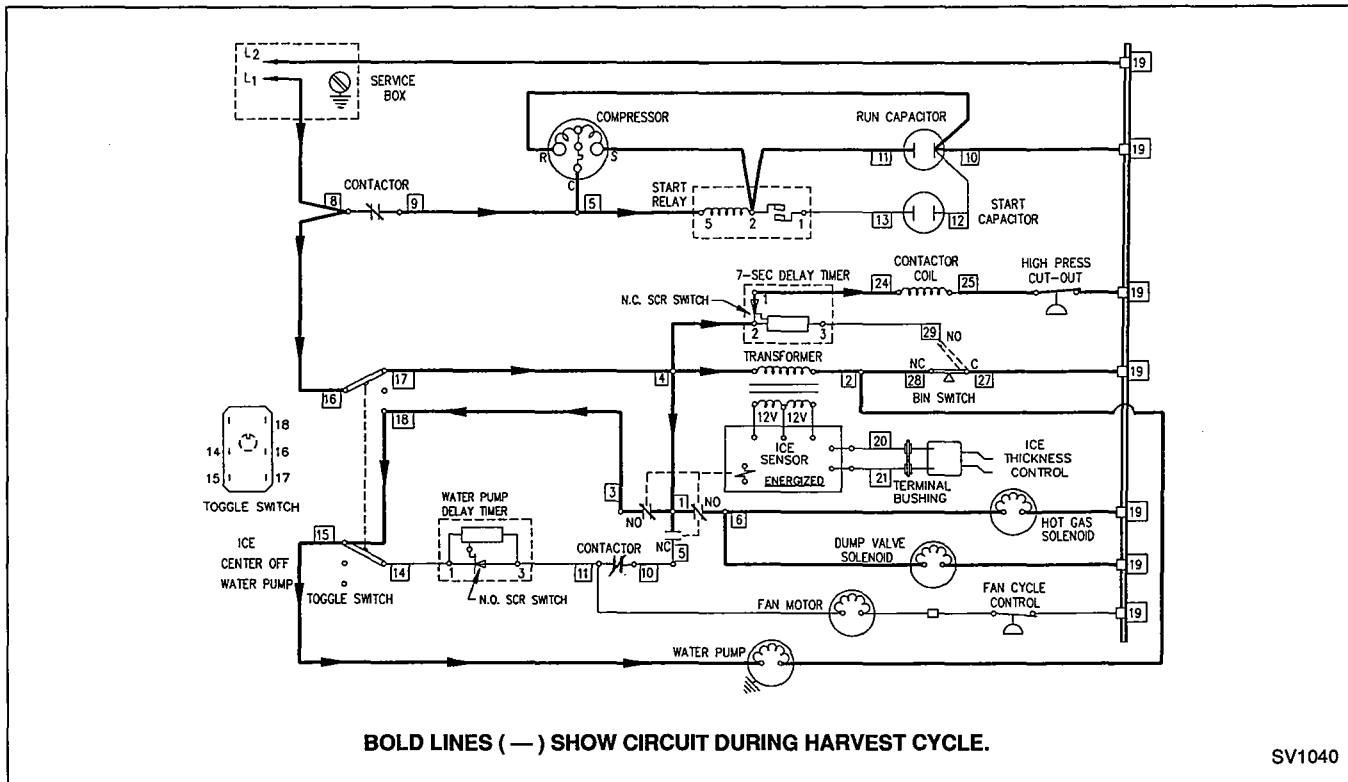 L2
L1
SERVICE
BOX
19
COMPRESSOR
RUN CAPACITOR
R
S
C
11
10
19
CONTACTOR
8
9
5
START
RELAY
5
2
1
13
12
START
CAPACITOR
7-SEC DELAY TIMER
N.C. SCR SWITCH
1
2
3
24
CONTACTOR
COIL
25
HIGH PRESS
CUT-OUT
19
29
NO
TRANSFORMER
16
17
4
2
NC
28
C
27
BIN SWITCH
19
18
12V
12V
ICE
SENSOR
ENERGIZED
20
21
TERMINAL
BUSHING
ICE
THICKNESS
CONTROL
18
14
16
15
17
TOGGLE SWITCH
3
NO
1
NO
6
HOT GAS
SOLENOID
19
WATER PUMP
DELAY TIMER
15
ICE
CENTER OFF
WATER PUMP
TOGGLE SWITCH
14
1
3
N.O. SCR SWITCH
11
CONTACTOR
10
NC
5
DUMP VALVE
SOLENOID
19
FAN MOTOR
FAN CYCLE
CONTROL
19
WATER PUMP
BOLD LINES ( — ) SHOW CIRCUIT DURING HARVEST CYCLE.
SV1040